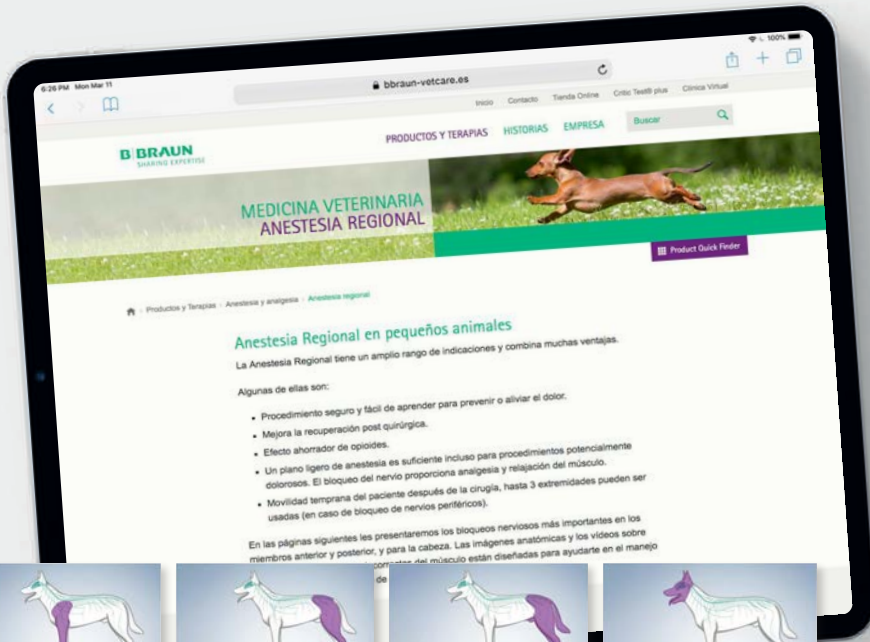 6:26 PM Mon Mar 11
100%
bbraun-vetcare.es
Inicio Contacto Tienda Online Critic Test® plus Clínica Virtual
B BRAUN
SHARING EXPERTISE
PRODUCTOS Y TERAPIAS HISTORIAS EMPRESA Buscar
MEDICINA VETERINARIA
ANESTESIA REGIONAL
Product Quick Finder
Productos y Terapias Anestesia y analgesia Anestesia regional
Anestesia Regional en pequeños animales
La Anestesia Regional tiene un amplio rango de indicaciones y combina muchas ventajas.
Algunas de ellas son:
• Procedimiento seguro y fácil de aprender para prevenir o aliviar el dolor.
• Mejora la recuperación post quirúrgica.
• Efecto ahorrador de opioides.
• Un plano ligero de anestesia es suficiente incluso para procedimientos potencialmente
dolorosos. El bloqueo del nervio proporciona analgesia y relajación del músculo.
• Movilidad temprana del paciente después de la cirugía, hasta 3 extremidades pueden ser
usadas (en caso de bloqueo de nervios periféricos).
En las páginas siguientes les presentaremos los bloqueos nerviosos más importantes en los
miembros anterior y posterior, y para la cabeza. Las imágenes anatómicas y los vídeos sobre
del músculo están diseñadas para ayudarte en el manejo
de